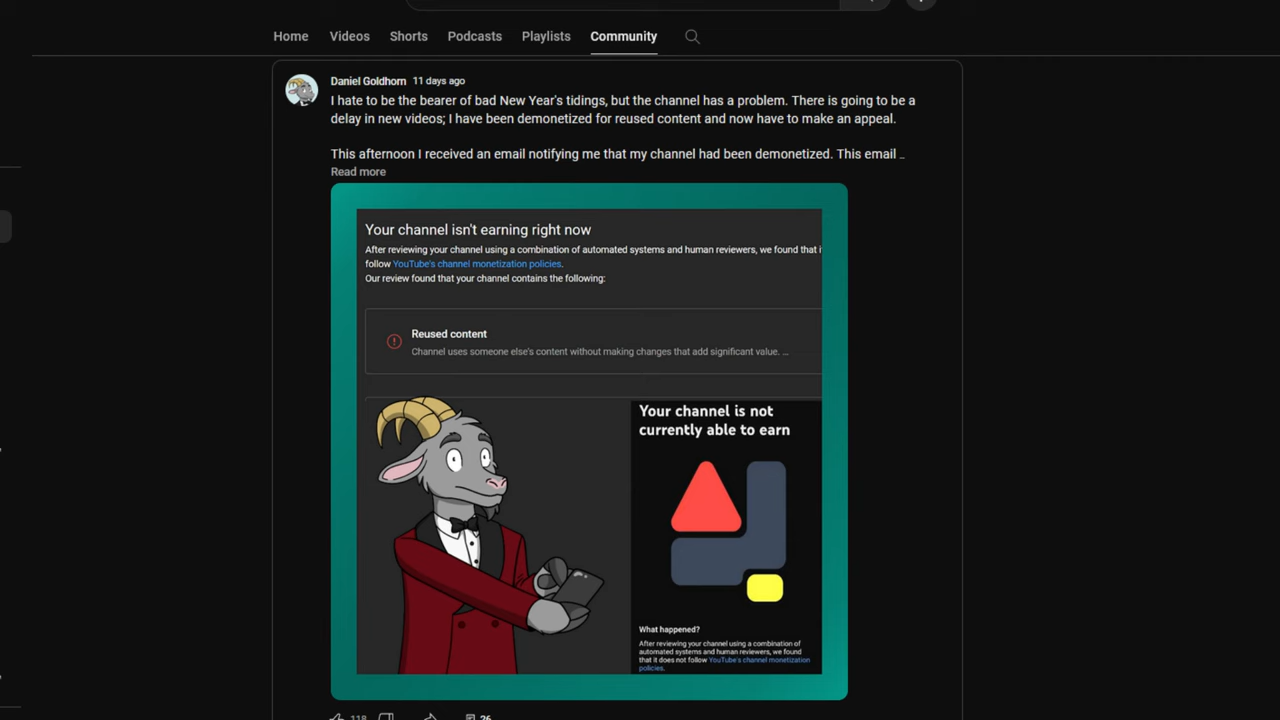 Home Videos Shorts Podcasts Playlists Community
Daniel Goldhorn 11 days ago
I hate to be the bearer of bad New Year's tidings, but the channel has a problem. There is going to be a
delay in new videos; I have been demonetized for reused content and now have to make an appeal.
This afternoon I received an email notifying me that my channel had been demonetized. This email ...
Read more
Your channel isn't earning right now
After reviewing your channel using a combination of automated systems and human reviewers, we found that i
follow YouTube's channel monetization policies.
Our review found that your channel contains the following:
Reused content
Channel uses someone else's content without making changes that add significant value. ...
Your channel is not
currently able to earn
What happened?
After reviewing your channel using a combination of
automated systems and human reviewers, we found
that it does not follow YouTube's channel monetization
policies.
118 26